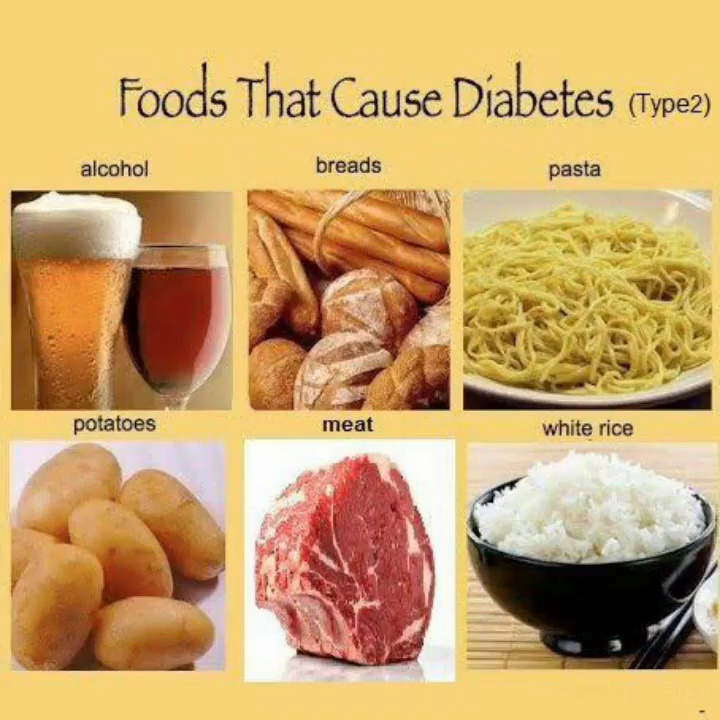 Foods That Cause Diabetes (Type2)
alcohol breads pasta
potatoes meat white rice